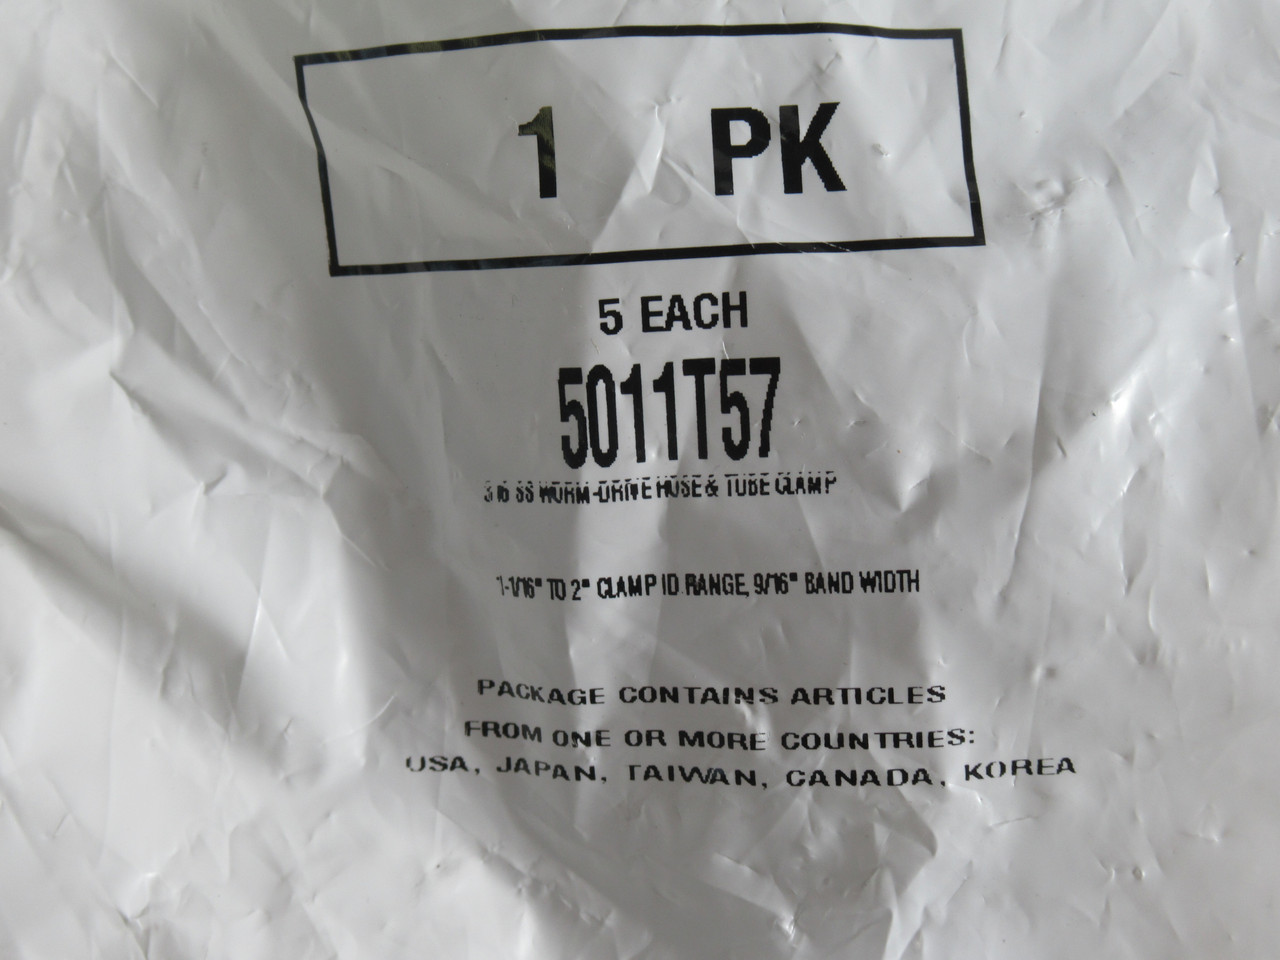 1 PK
5 EACH
5011T57
316 SS WORM-DRIVE HOSE & TUBE CLAMP
1-1/16" TO 2" CLAMP ID RANGE, 9/16" BAND WIDTH
PACKAGE CONTAINS ARTICLES
FROM ONE OR MORE COUNTRIES:
USA, JAPAN, TAIWAN, CANADA, KOREA